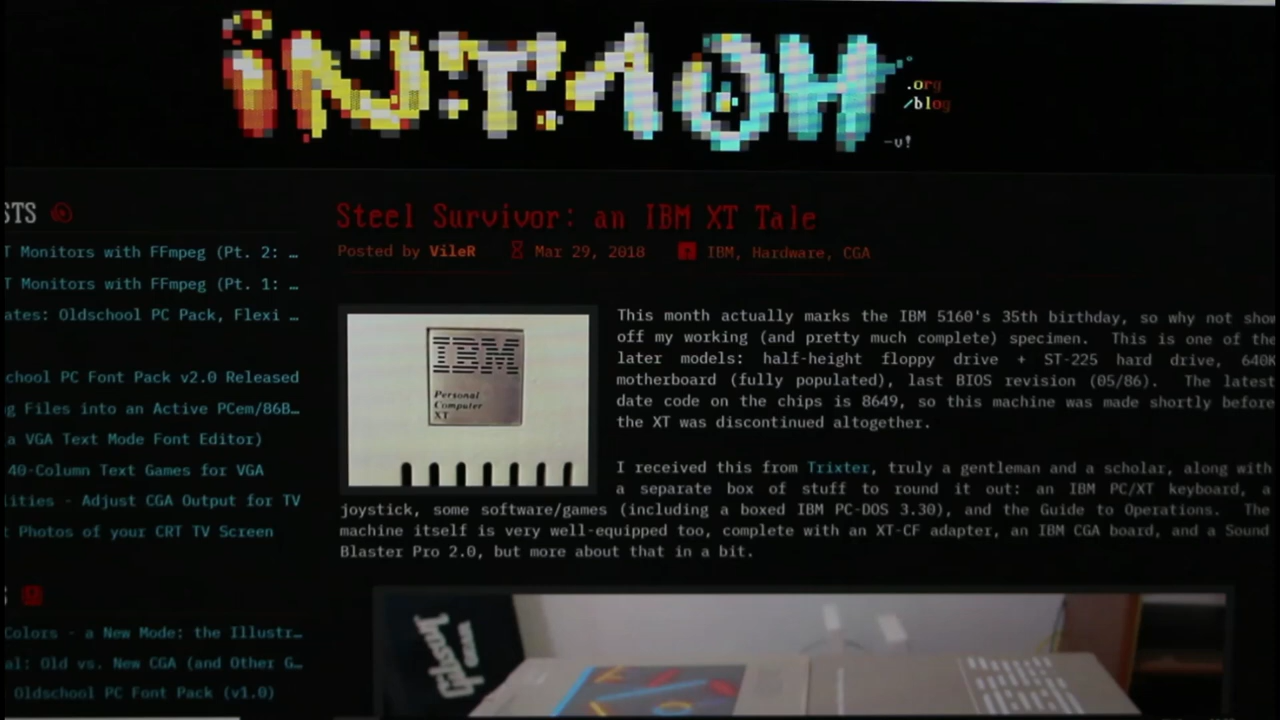 iNT10H
.org
/blog
-v!
STS
T Monitors with FFmpeg (Pt. 2: …
T Monitors with FFmpeg (Pt. 1: …
ates: Oldschool PC Pack, Flexi …
chool PC Font Pack v2.0 Released
g Files into an Active PCem/86B…
a VGA Text Mode Font Editor)
40-Column Text Games for VGA
lities - Adjust CGA Output for TV
t Photos of your CRT TV Screen
Colors - a New Mode: the Illustr…
al: Old vs. New CGA (and Other G…
Oldschool PC Font Pack (v1.0)
Steel Survivor: an IBM XT Tale
Posted by VileR Mar 29, 2018 IBM, Hardware, CGA
IBM
Personal
Computer
XT
This month actually marks the IBM 5160's 35th birthday, so why not show
off my working (and pretty much complete) specimen. This is one of the
later models: half-height floppy drive + ST-225 hard drive, 640K
motherboard (fully populated), last BIOS revision (05/86). The latest
date code on the chips is 8649, so this machine was made shortly before
the XT was discontinued altogether.
I received this from Trixter, truly a gentleman and a scholar, along with
a separate box of stuff to round it out: an IBM PC/XT keyboard, a
joystick, some software/games (including a boxed IBM PC-DOS 3.30), and the Guide to Operations. The
machine itself is very well-equipped too, complete with an XT-CF adapter, an IBM CGA board, and a Sound
Blaster Pro 2.0, but more about that in a bit.
Gibson
GEAR